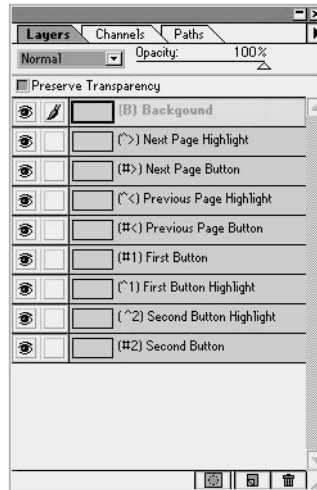 Layers Channels Paths
Normal Opacity: 100%
Preserve Transparency
(B) Backgound
(^>) Next Page Highlight
(#>) Next Page Button
(^<) Previous Page Highlight
(#<) Previous Page Button
(#1) First Button
(^1) First Button Highlight
(^2) Second Button Highlight
(#2) Second Button